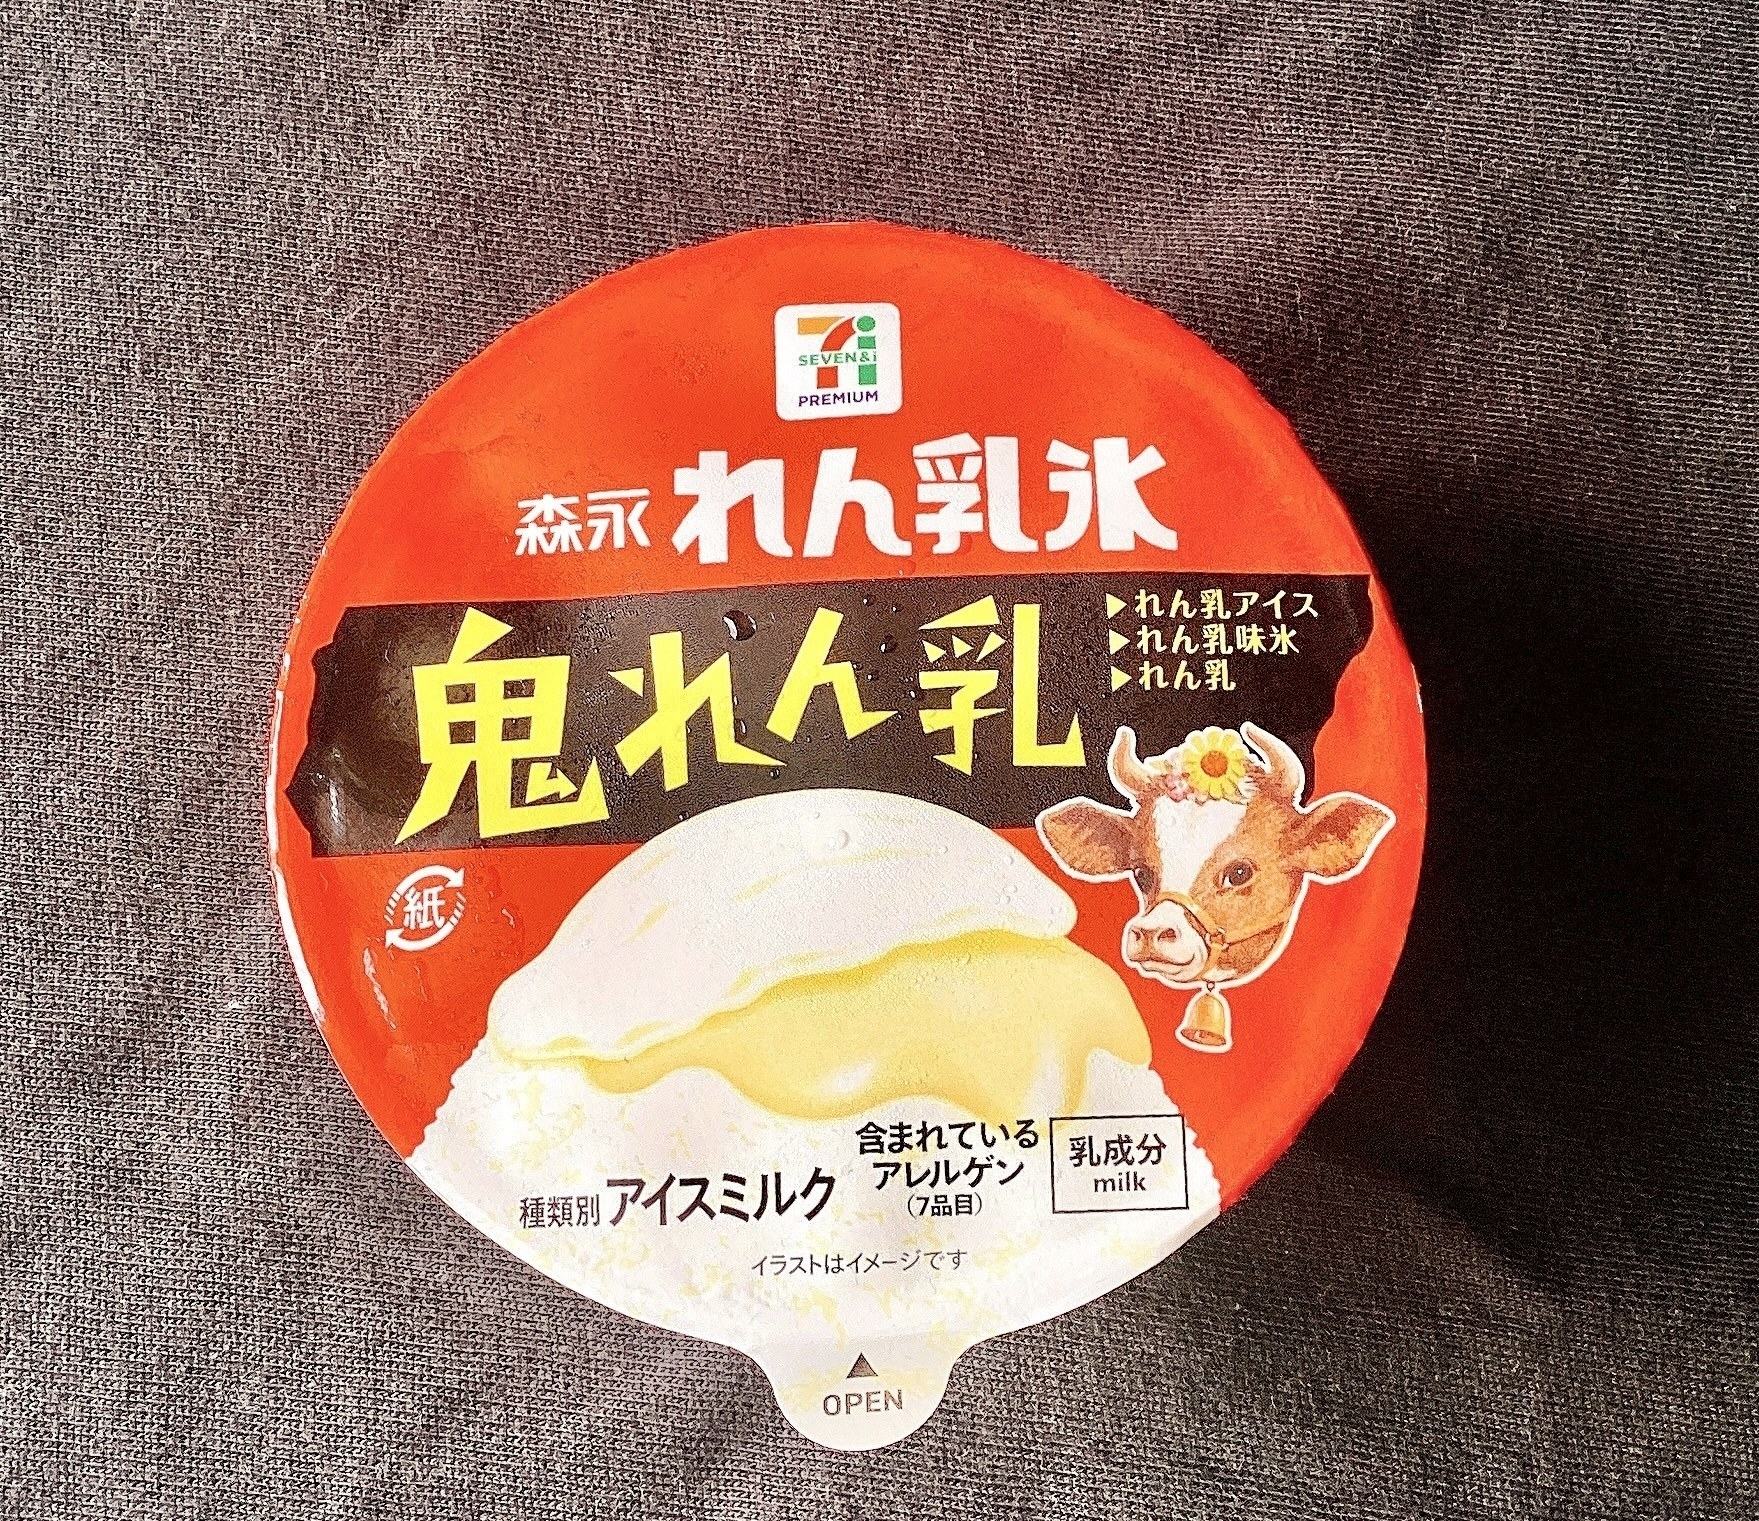 SEVEN&i
PREMIUM
森永 れん乳氷
鬼れん乳
▶れん乳アイス
▶れん乳味氷
▶れん乳
紙
含まれている
アレルゲン
(7品目)
乳成分
milk
種類別 アイスミルク
イラストはイメージです
▲
OPEN